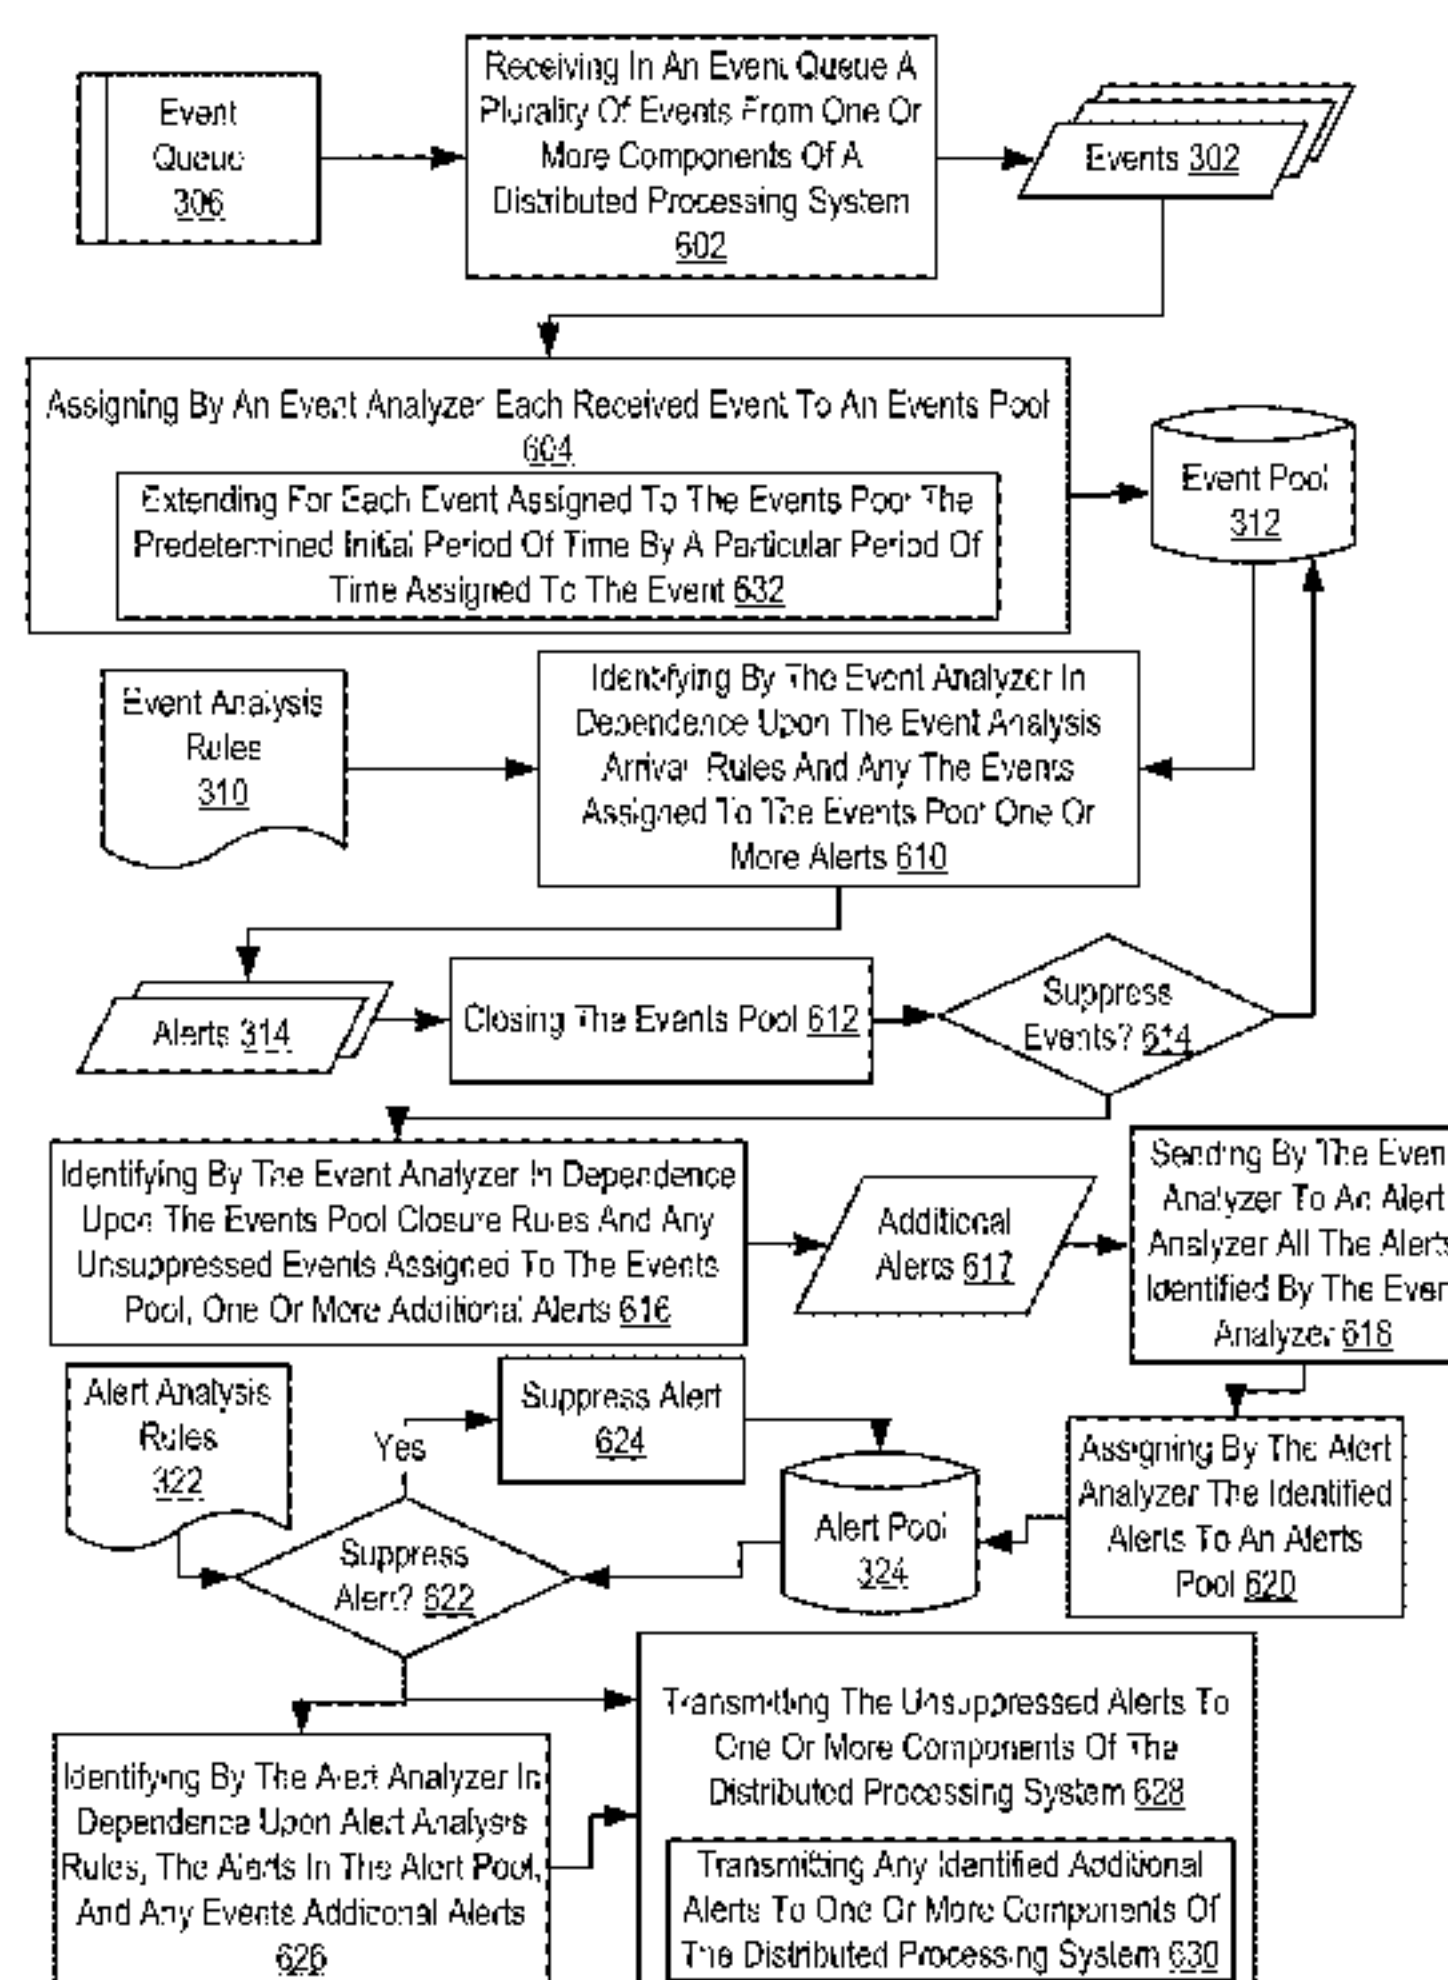 Event
Queue
306
Receiving In An Event Queue A
Plurality Of Events From One Or
More Components Of A
Distributed Processing System
602
Events 302
Assigning By An Event Analyzer Each Received Event To An Events Pool
604
Extending For Each Event Assigned To The Events Pool The
Predetermined Initial Period Of Time By A Particular Period Of
Time Assigned To The Event 632
Event Pool
312
Event Analysis
Rules
310
Identifying By The Event Analyzer In
Dependence Upon The Event Analysis
Arrival Rules And Any The Events
Assigned To The Events Pool One Or
More Alerts 610
Alerts 314
Closing The Events Pool 612
Suppress
Events? 614
Identifying By The Event Analyzer In Dependence
Upon The Events Pool Closure Rules And Any
Unsuppressed Events Assigned To The Events
Pool, One Or More Additional Alerts 616
Additional
Alerts 617
Sending By The Even
Analyzer To An Alert
Analyzer All The Alerts
Identified By The Even
Analyzer 618
Alert Analysis
Rules
322
Yes
Suppress Alert
624
Suppress
Alert? 622
Alert Pool
324
Assigning By The Alert
Analyzer The Identified
Alerts To An Alerts
Pool 620
Identifying By The Alert Analyzer In
Dependence Upon Alert Analysis
Rules, The Alerts In The Alert Pool,
And Any Events Additional Alerts
626
Transmitting The Unsuppressed Alerts To
One Or More Components Of The
Distributed Processing System 628
Transmitting Any Identified Additional
Alerts To One Or More Components Of
The Distributed Processing System 630